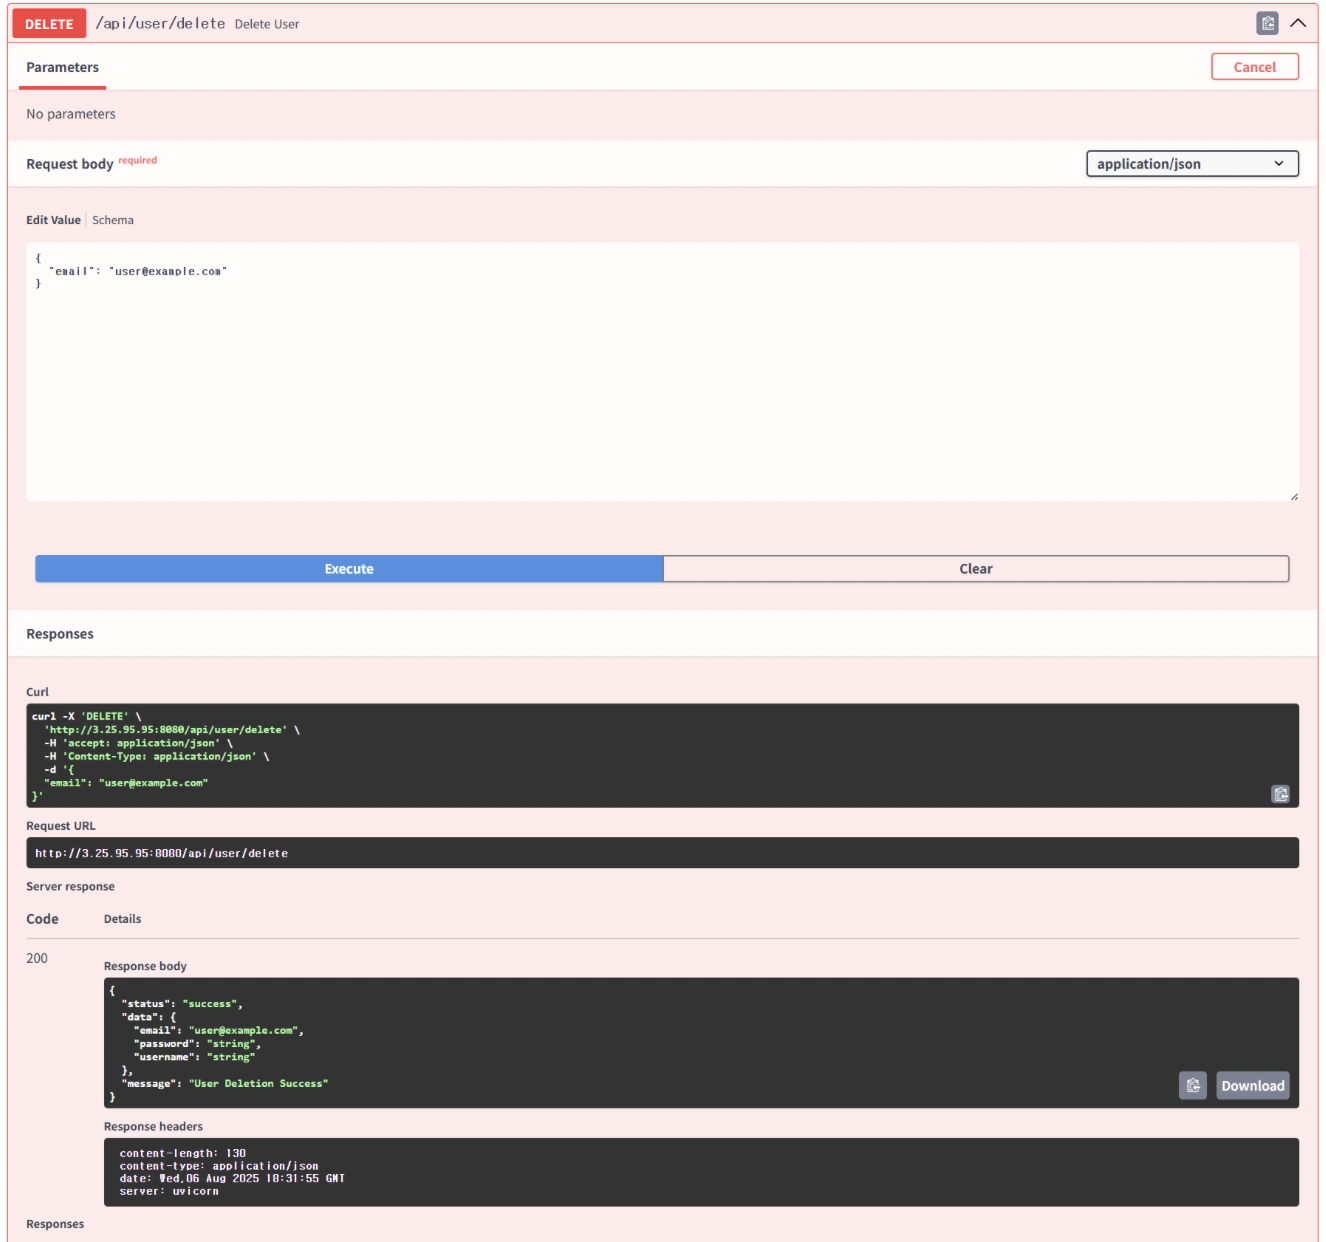 DELETE /api/user/delete Delete User
Parameters
Cancel
No parameters
Request body required
application/json
Edit Value Schema
{
  "email": "user@example.com"
}
Execute
Clear
Responses
Curl
curl -X 'DELETE' \
  'http://3.25.95.95:8080/api/user/delete' \
  -H 'accept: application/json' \
  -H 'Content-Type: application/json' \
  -d '{
  "email": "user@example.com"
}'
Request URL
http://3.25.95.95:8080/api/user/delete
Server response
Code Details
200
Response body
{
  "status": "success",
  "data": {
    "email": "user@example.com",
    "password": "string",
    "username": "string"
  },
  "message": "User Deletion Success"
}
Download
Response headers
content-length: 130
content-type: application/json
date: Wed,06 Aug 2025 18:31:55 GMT
server: uvicorn
Responses